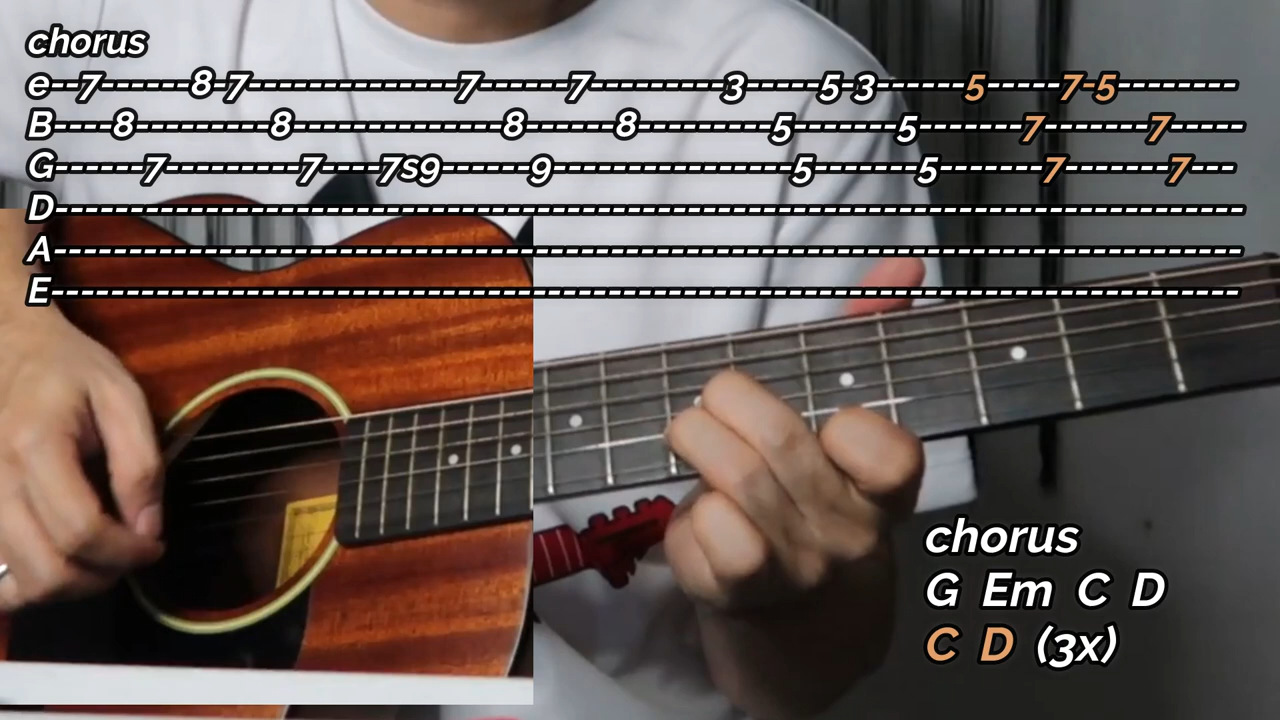 chorus
e--7------8-7--------------7------7----------3-----5-3------5-----7-5--------
B----8----------8---------------8------8----------5-------5--------7-------7-----
G------7----------7----7s9-------9----------------5-------5-------7--------7---
D---------------------------------------------------------------------------
A---------------------------------------------------------------------------
E---------------------------------------------------------------------------
chorus
G Em C D
C D (3x)